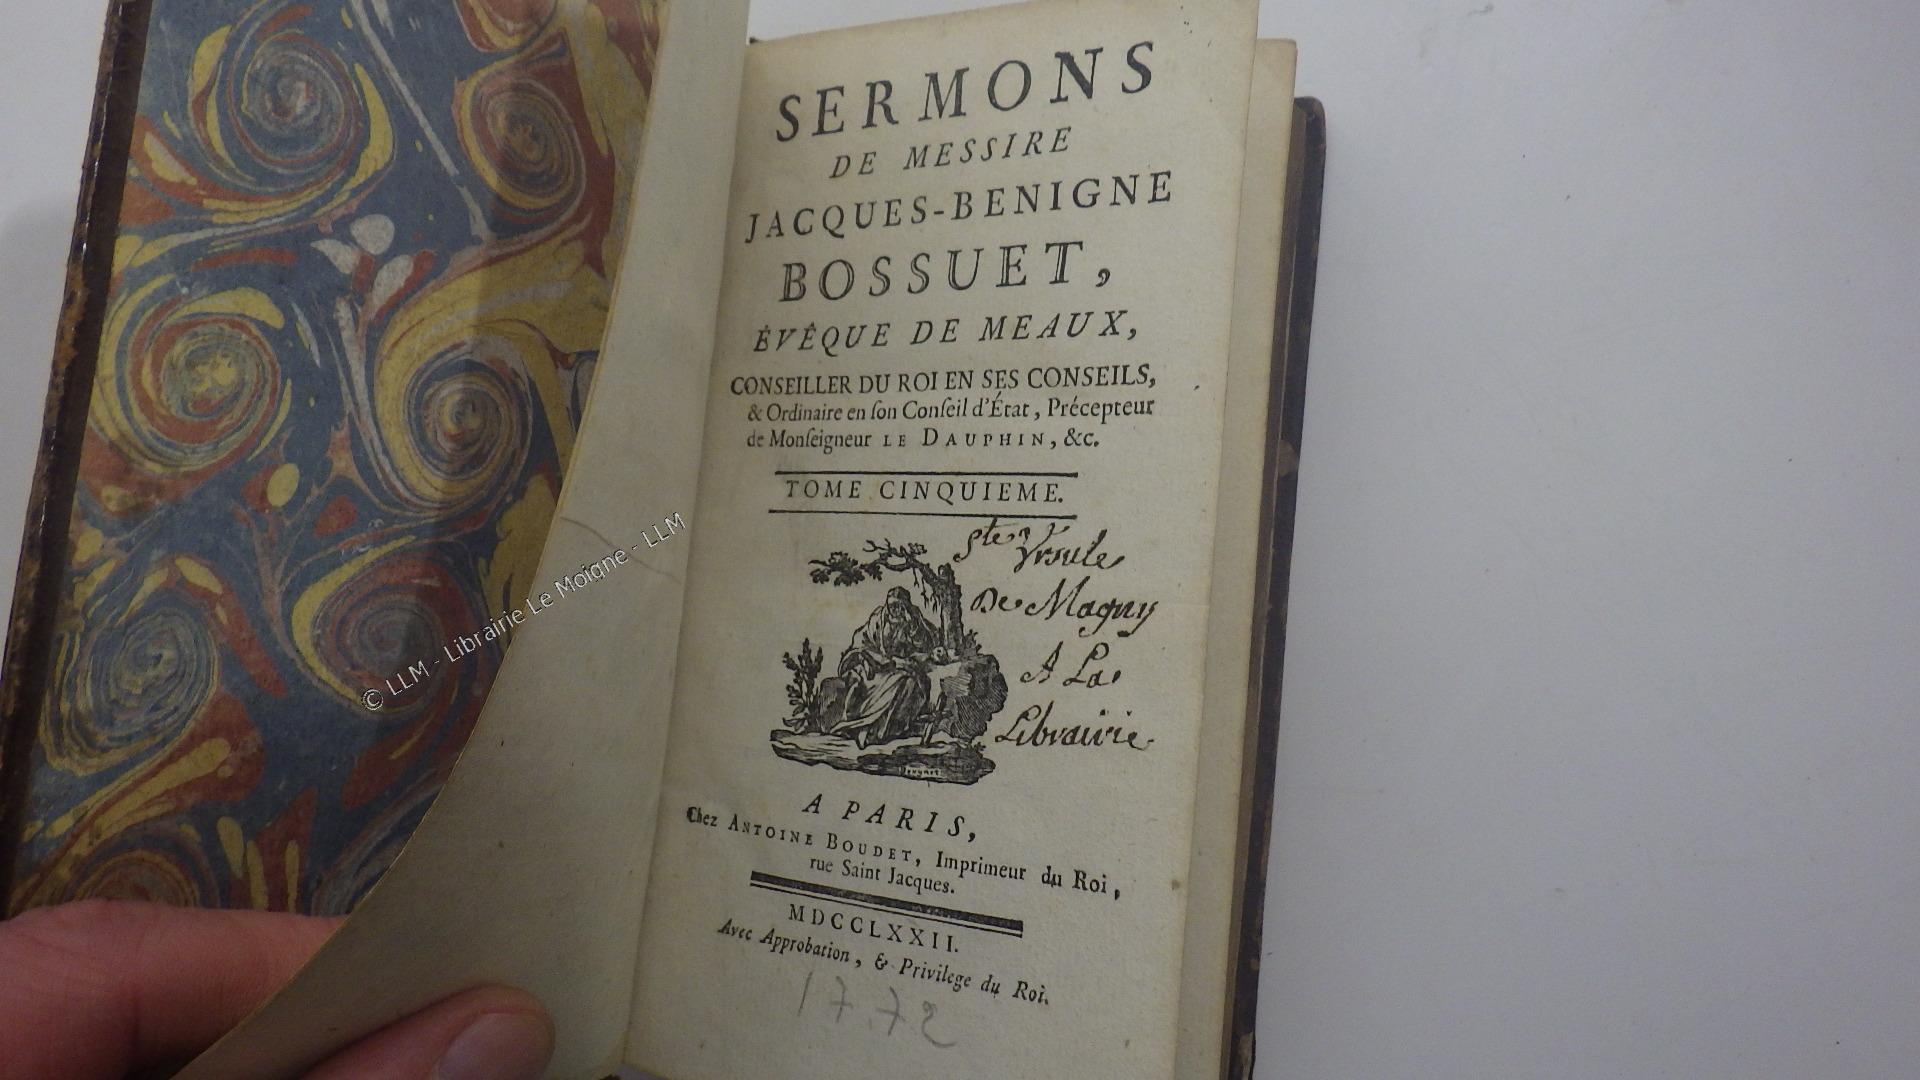 SERMONS
DE MESSIRE
JACQUES-BENIGNE
BOSSUET,
ÉVÊQUE DE MEAUX,
CONSEILLER DU ROI EN SES CONSEILS,
& Ordinaire en ſon Conſeil d'État, Précepteur
de Monſeigneur LE DAUPHIN, &c.
TOME CINQUIEME.
Ste Ursule
De Magny
A La
Librairie
A PARIS,
Chez ANTOINE BOUDET, Imprimeur du Roi,
rue Saint Jacques.
MDCCLXXII.
Avec Approbation, & Privilege du Roi.
1772
© LLM - Librairie Le Moigne - LLM